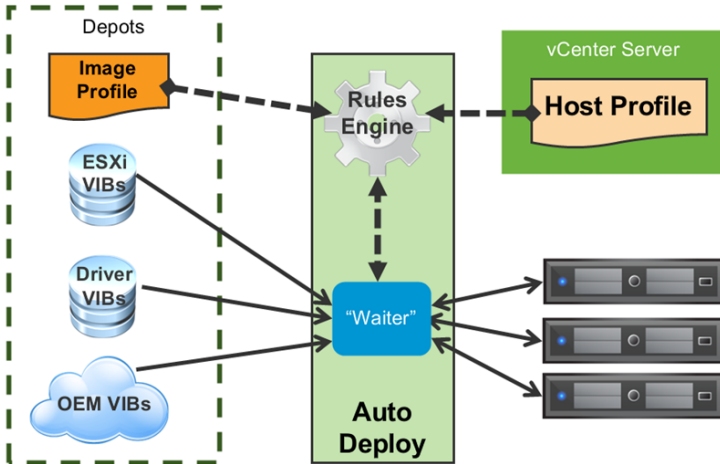 Depots
Image
Profile
ESXi
VIBs
Driver
VIBs
OEM VIBs
Rules
Engine
“Waiter”
Auto
Deploy
vCenter Server
Host Profile